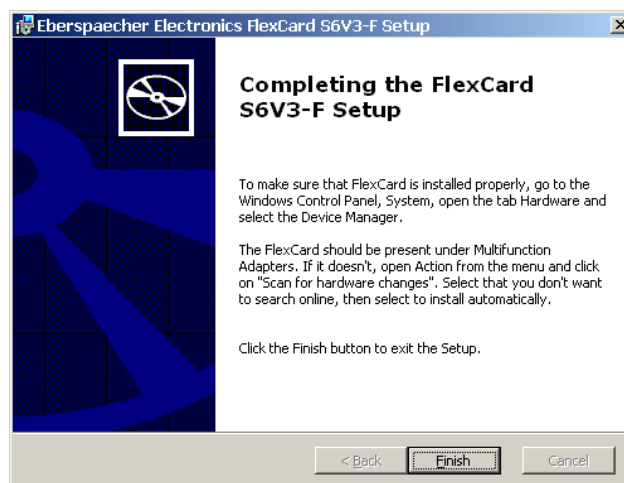 Eberspaecher Electronics FlexCard S6V3-F Setup
Completing the FlexCard
S6V3-F Setup
To make sure that FlexCard is installed properly, go to the
Windows Control Panel, System, open the tab Hardware and
select the Device Manager.
The FlexCard should be present under Multifunction
Adapters. If it doesn't, open Action from the menu and click
on "Scan for hardware changes". Select that you don't want
to search online, then select to install automatically.
Click the Finish button to exit the Setup.
< Back
Finish
Cancel